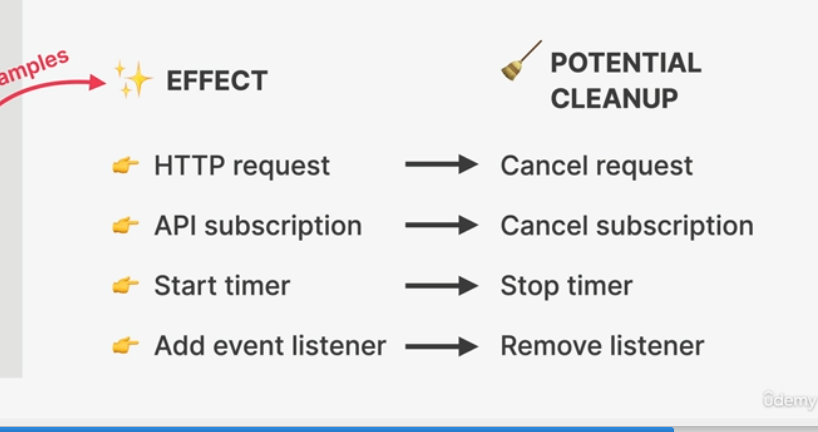 amples
EFFECT
POTENTIAL
CLEANUP
HTTP request
Cancel request
API subscription
Cancel subscription
Start timer
Stop timer
Add event listener
Remove listener
ûdemy